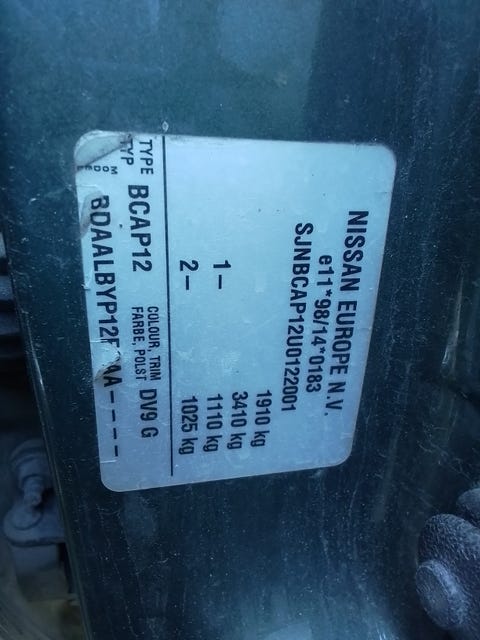 NISSAN EUROPE N.V.
e11*98/14*0183
SJNBCAP12U0122001
1910 kg
3410 kg
1– 1110 kg
2– 1025 kg
TYPE
TYP BCAP12 COLOUR, TRIM
FARBE, POLST DV9 G